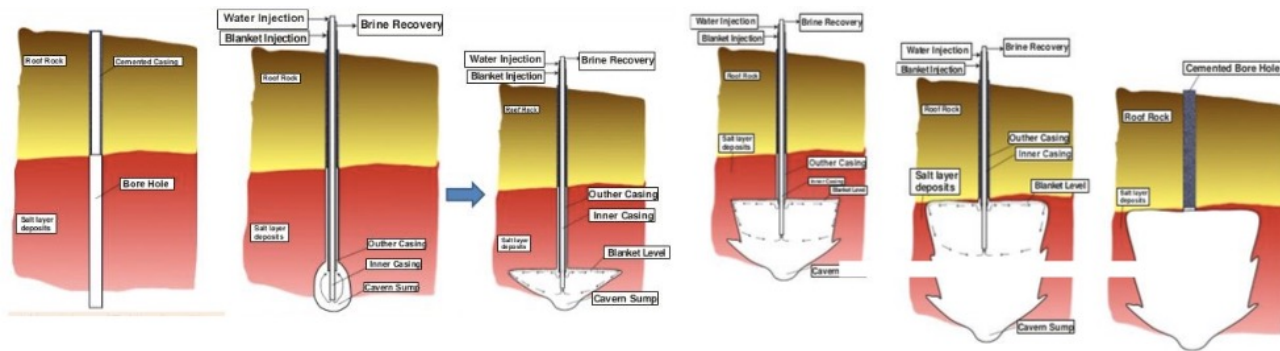 Roof Rock
Cemented Casing
Bore Hole
Salt layer
deposits
Water Injection
Brine Recovery
Blanket Injection
Roof Rock
Salt layer
deposits
Outher Casing
Inner Casing
Cavern Sump
Water Injection
Brine Recovery
Blanket Injection
Roof Rock
Outher Casing
Inner Casing
Salt layer
deposits
Blanket Level
Cavern Sump
Water Injection
Brine Recovery
Blanket Injection
Roof Rock
Salt layer
deposits
Outher Casing
Inner Casing
Blanket Level
Cavern
Water Injection
Brine Recovery
Blanket Injection
Roof Rock
Outher Casing
Inner Casing
Salt layer
deposits
Blanket Level
Cavern Sump
Cemented Bore Hole
Roof Rock
Salt layer
deposits